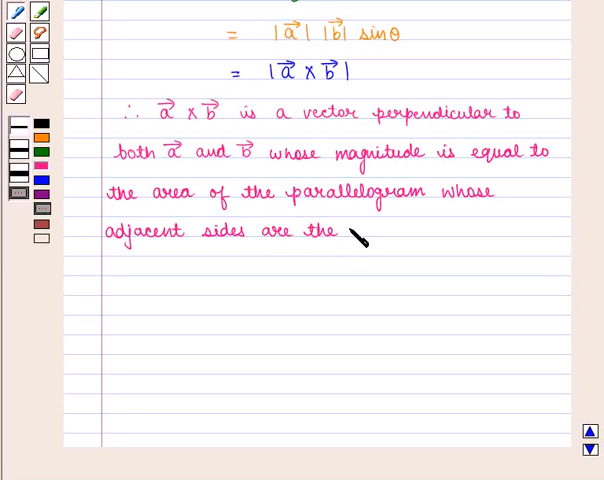 = |a⃗| |b⃗| sinθ
= |a⃗ × b⃗|
∴ a⃗ × b⃗ is a vector perpendicular to
both a⃗ and b⃗ whose magnitude is equal to
the area of the parallelogram whose
adjacent sides are the